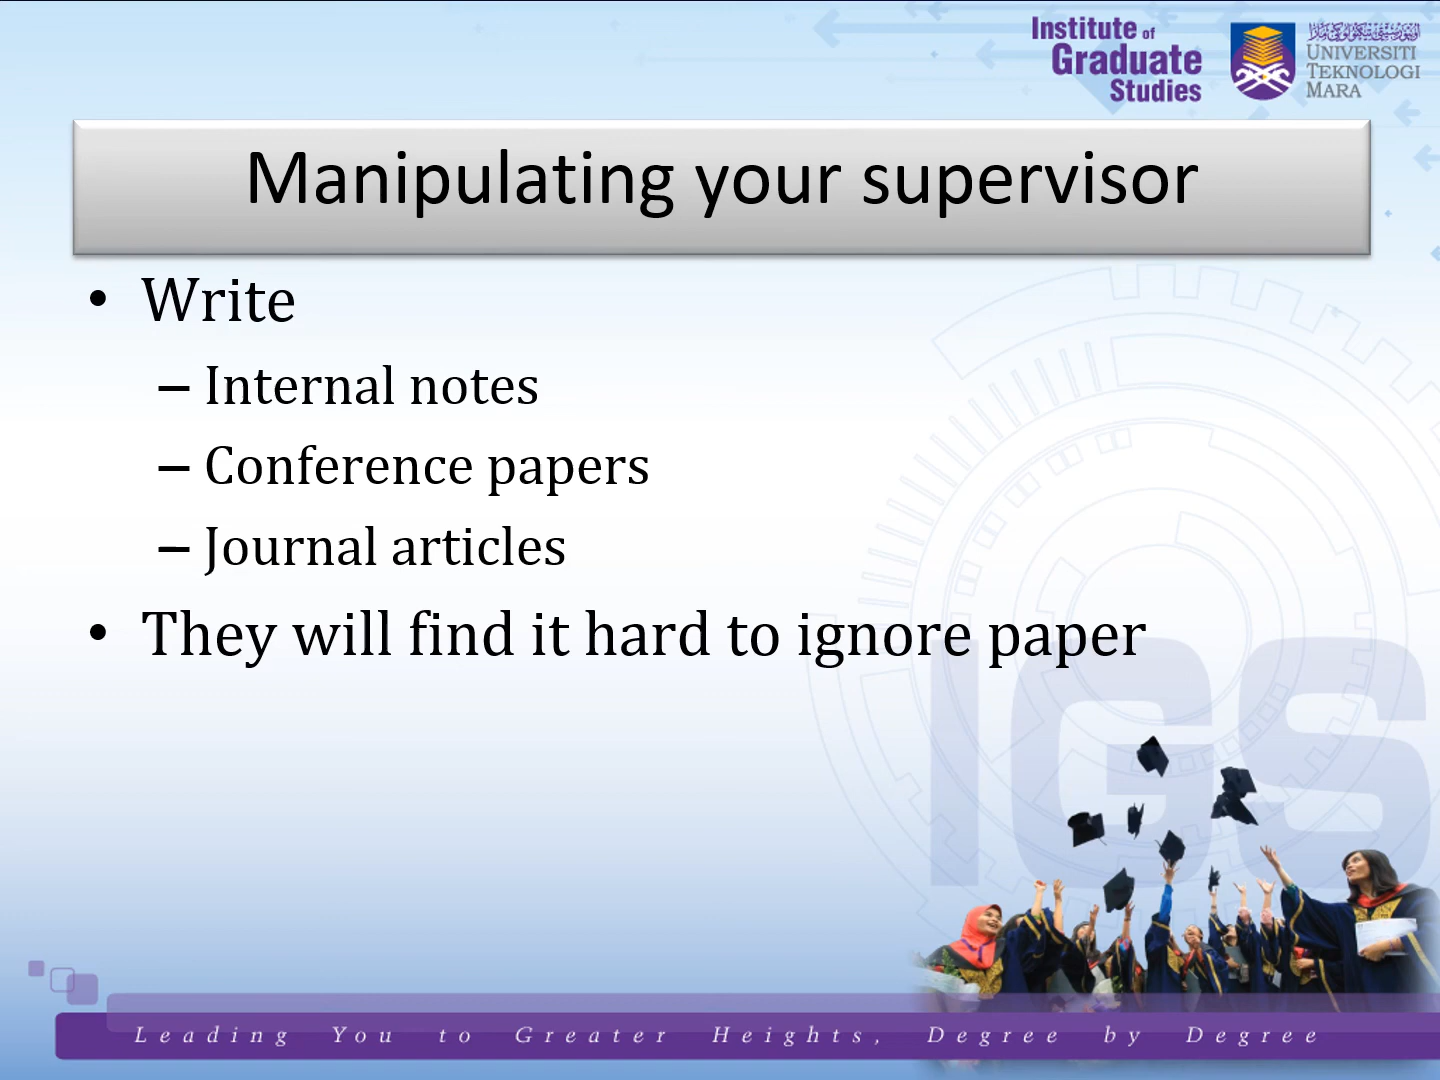 Institute of
Graduate
Studies
UNIVERSITI
TEKNOLOGI
MARA
Manipulating your supervisor
• Write
– Internal notes
– Conference papers
– Journal articles
• They will find it hard to ignore paper
IGS
Leading You to Greater Heights, Degree by Degree